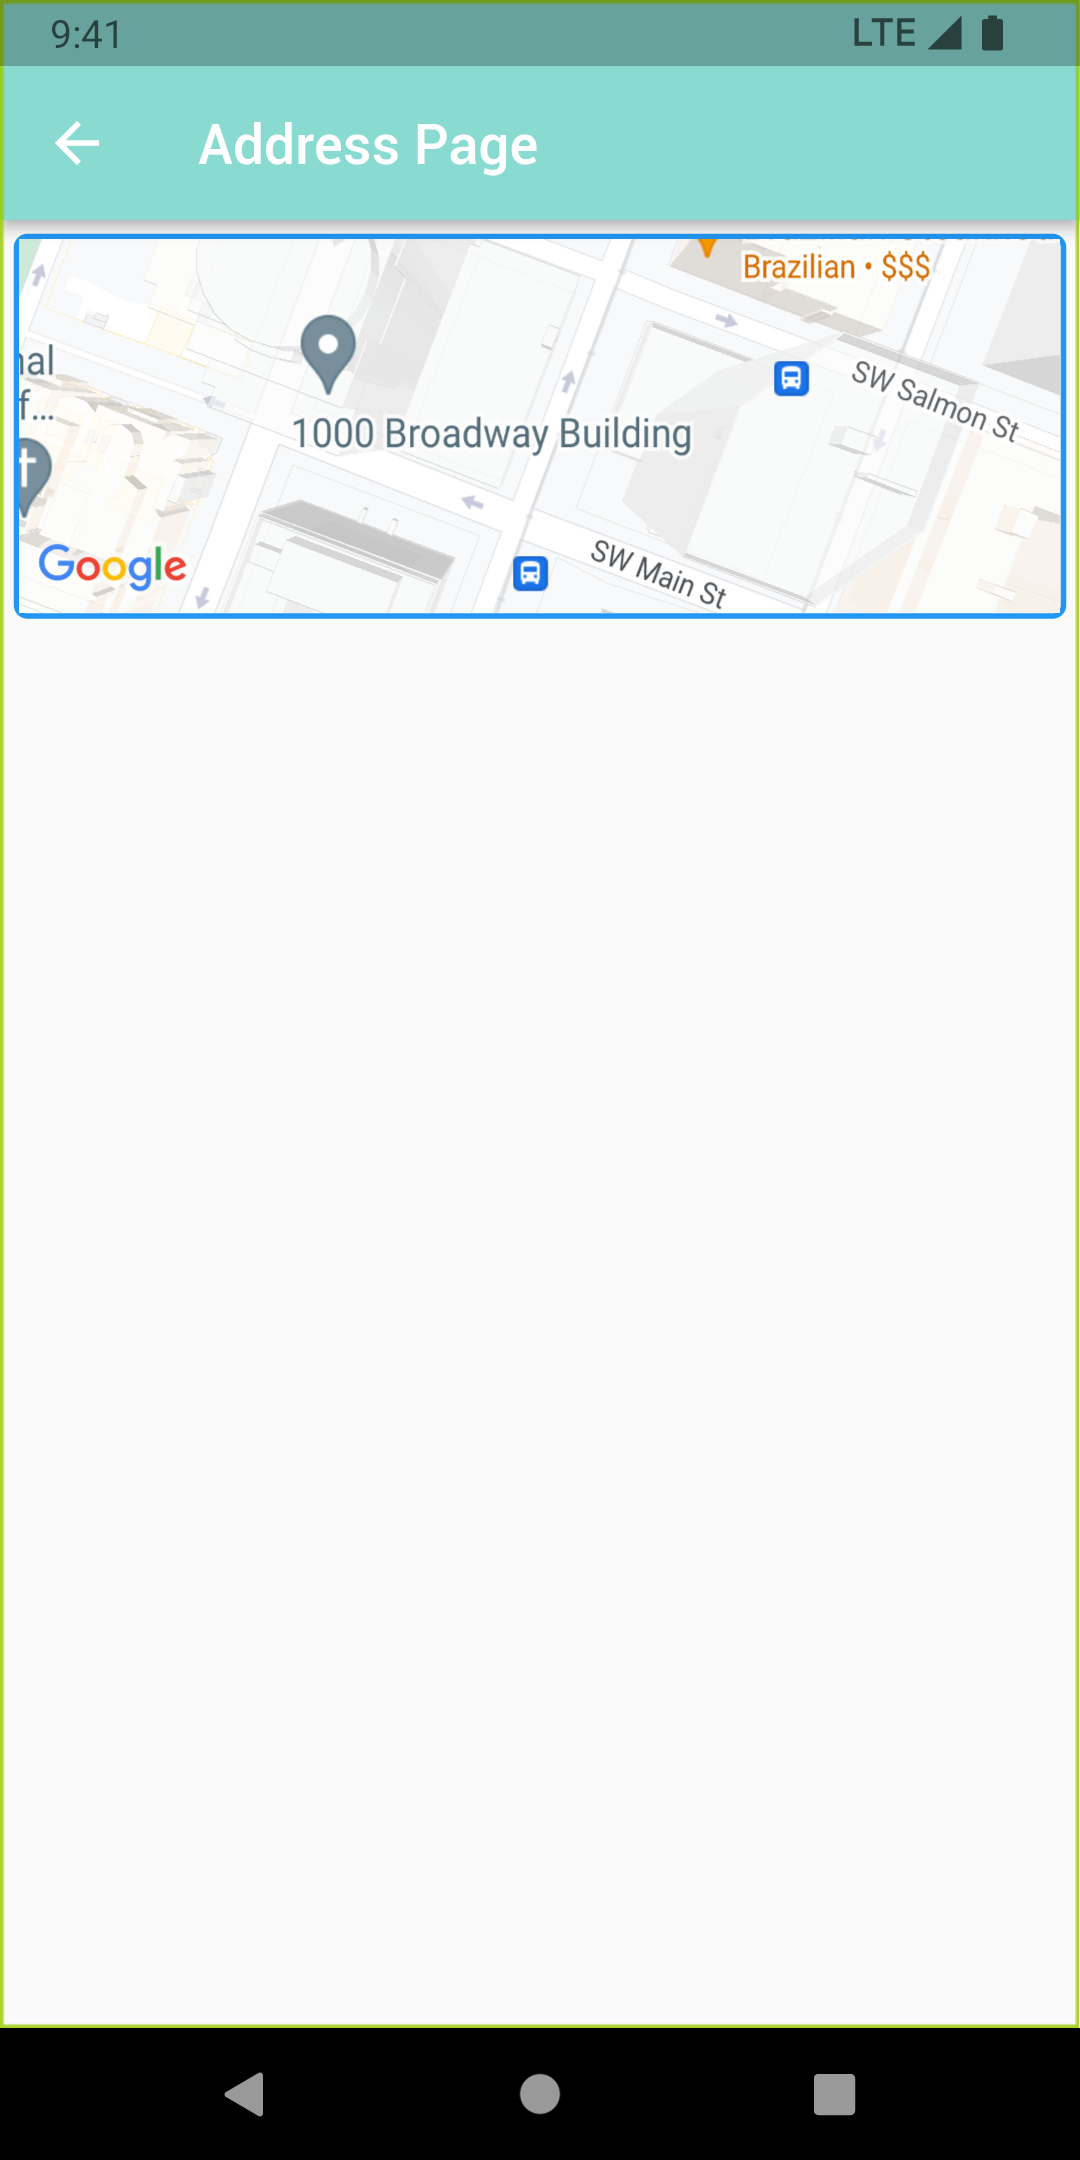 9:41
LTE
Address Page
Brazilian • $$$
nal
f...
SW Salmon St
1000 Broadway Building
SW Main St
Google